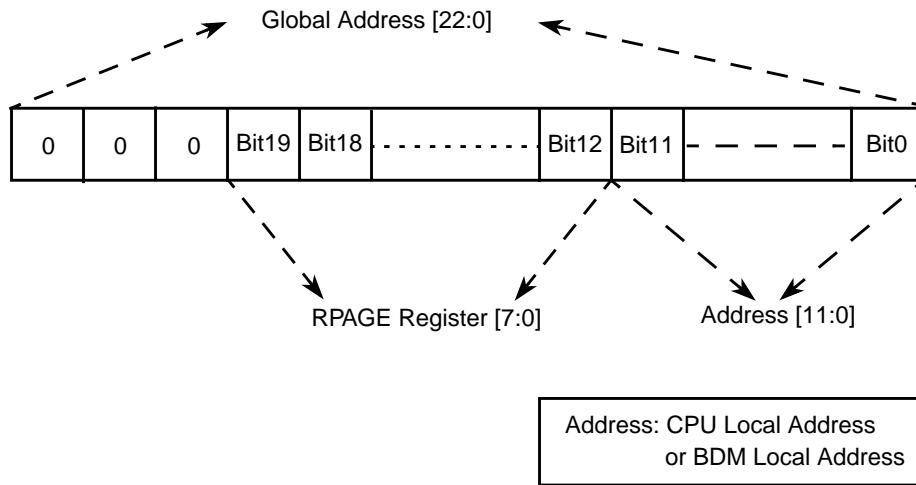 Global Address [22:0]
0 0 0 Bit19 Bit18 Bit12 Bit11 Bit0
RPAGE Register [7:0] Address [11:0]
Address: CPU Local Address
or BDM Local Address